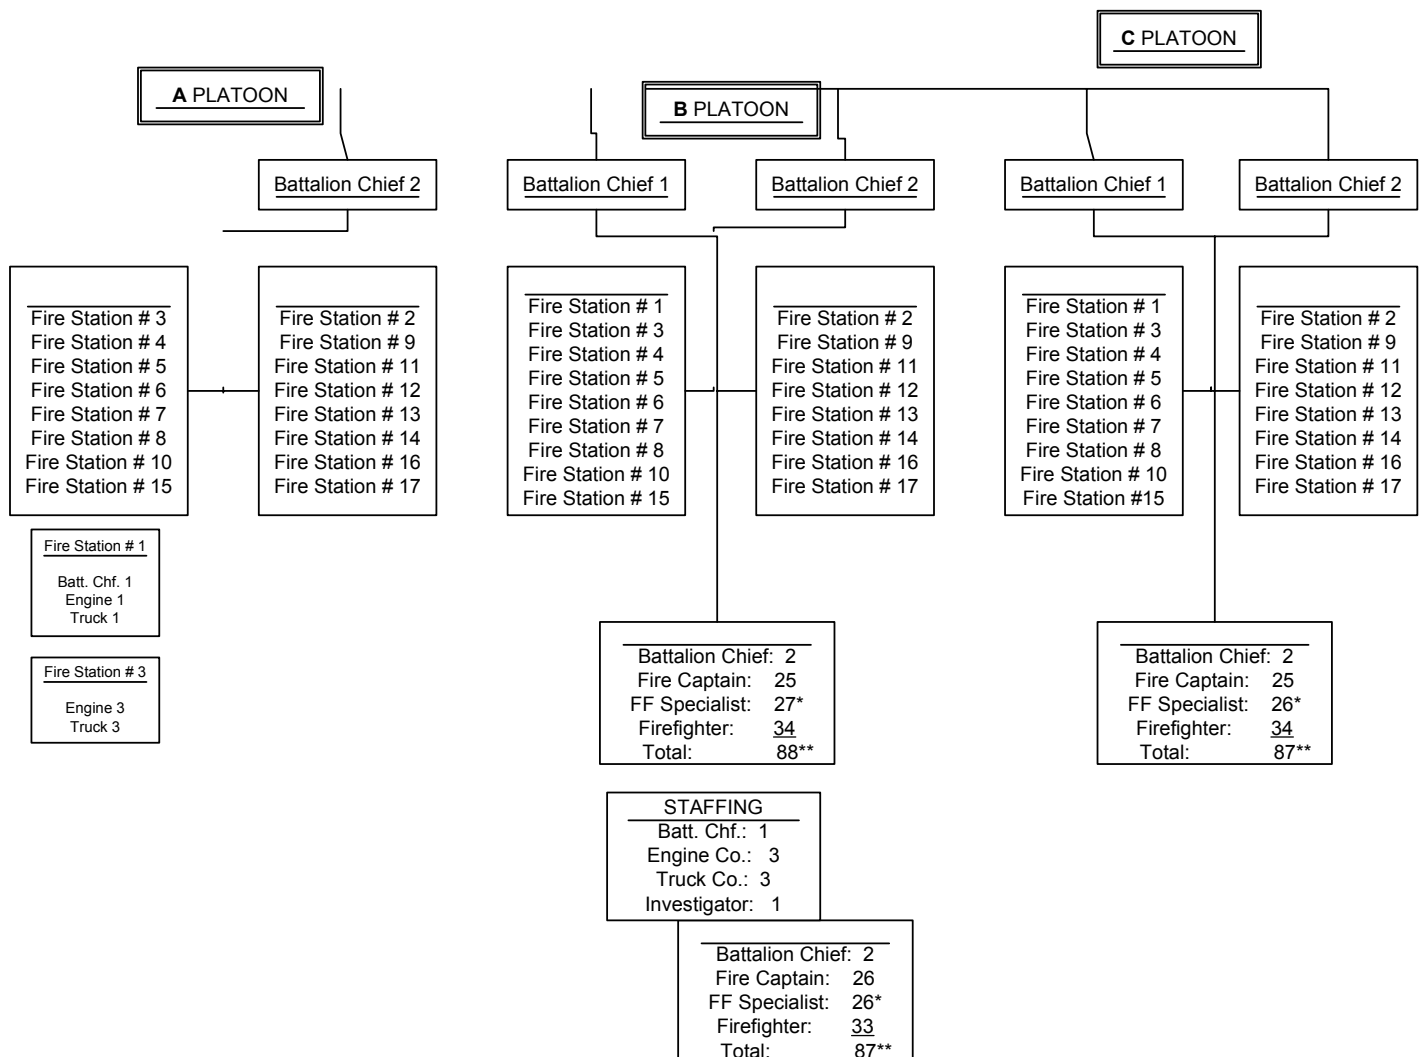 C PLATOON
A PLATOON
B PLATOON
Battalion Chief 2
Battalion Chief 1
Battalion Chief 2
Battalion Chief 1
Battalion Chief 2
Fire Station # 3
Fire Station # 4
Fire Station # 5
Fire Station # 6
Fire Station # 7
Fire Station # 8
Fire Station # 10
Fire Station # 15
Fire Station # 2
Fire Station # 9
Fire Station # 11
Fire Station # 12
Fire Station # 13
Fire Station # 14
Fire Station # 16
Fire Station # 17
Fire Station # 1
Fire Station # 3
Fire Station # 4
Fire Station # 5
Fire Station # 6
Fire Station # 7
Fire Station # 8
Fire Station # 10
Fire Station # 15
Fire Station # 2
Fire Station # 9
Fire Station # 11
Fire Station # 12
Fire Station # 13
Fire Station # 14
Fire Station # 16
Fire Station # 17
Fire Station # 1
Fire Station # 3
Fire Station # 4
Fire Station # 5
Fire Station # 6
Fire Station # 7
Fire Station # 8
Fire Station # 10
Fire Station #15
Fire Station # 2
Fire Station # 9
Fire Station # 11
Fire Station # 12
Fire Station # 13
Fire Station # 14
Fire Station # 16
Fire Station # 17
Fire Station # 1
Batt. Chf. 1
Engine 1
Truck 1
Fire Station # 3
Engine 3
Truck 3
Battalion Chief: 2
Fire Captain: 25
FF Specialist: 27*
Firefighter: 34
Total: 88**
Battalion Chief: 2
Fire Captain: 25
FF Specialist: 26*
Firefighter: 34
Total: 87**
STAFFING
Batt. Chf.: 1
Engine Co.: 3
Truck Co.: 3
Investigator: 1
Battalion Chief: 2
Fire Captain: 26
FF Specialist: 26*
Firefighter: 33
Total: 87**